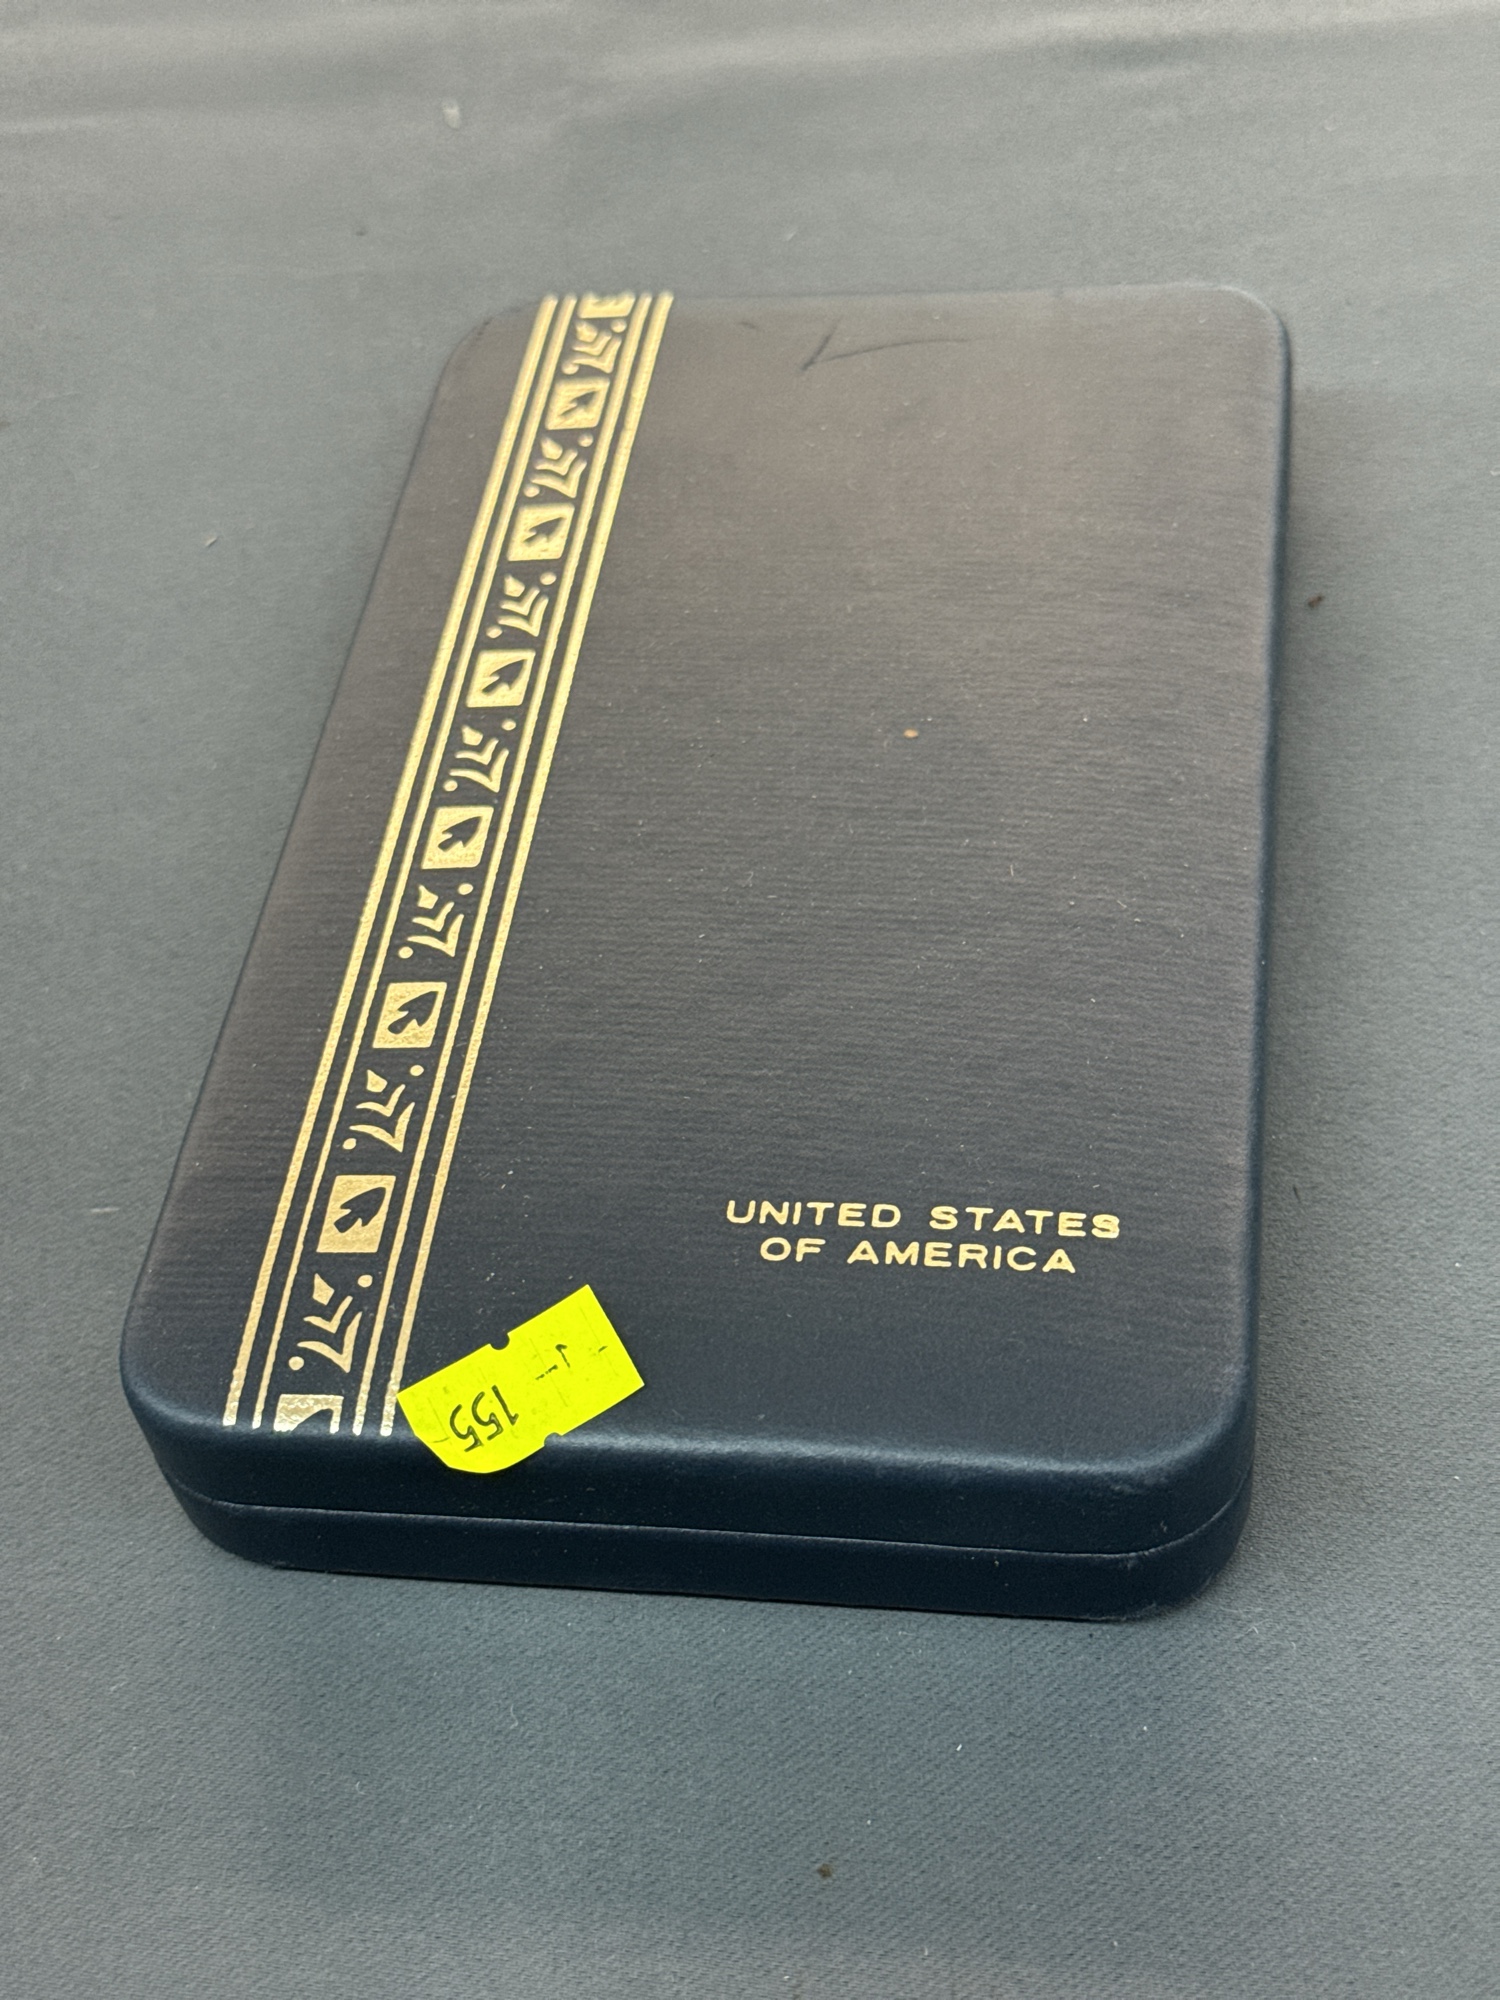 UNITED STATES
OF AMERICA
155